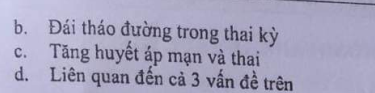 b. Đái tháo đường trong thai kỳ
c. Tăng huyết áp mạn và thai
d. Liên quan đến cả 3 vấn đề trên